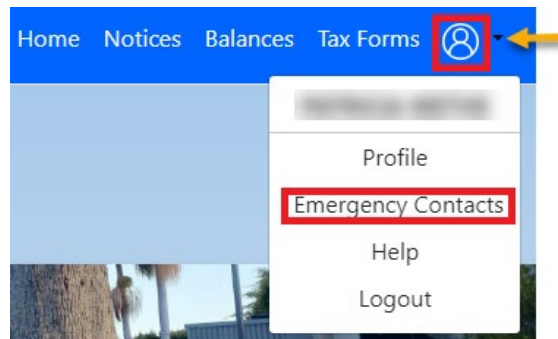 Home Notices Balances Tax Forms
Profile
Emergency Contacts
Help
Logout